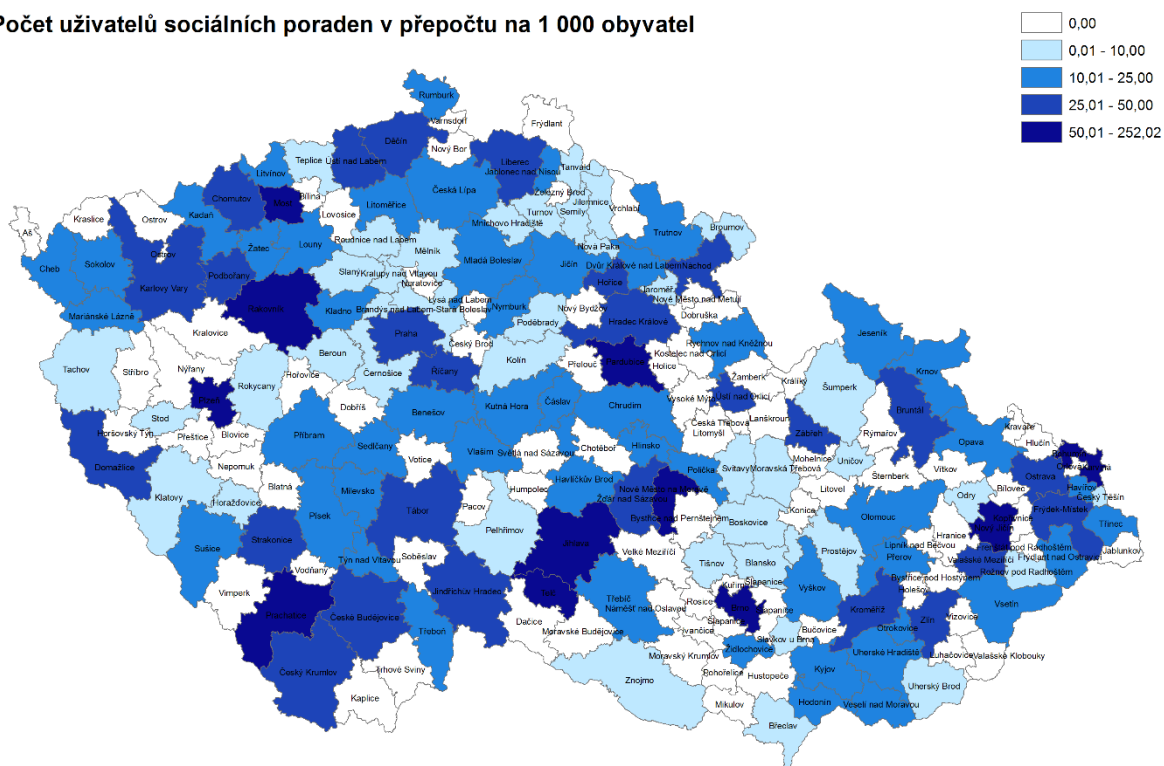 Počet uživatelů sociálních poraden v přepočtu na 1 000 obyvatel
0,00
0,01 - 10,00
10,01 - 25,00
25,01 - 50,00
50,01 - 252,02
Rumburk
Varnsdorf
Frýdlant
Děčín
Nový Bor
Teplice
Ústí nad Labem
Liberec
Jablonec nad Nisou
Tanvald
Litvínov
Česká Lípa
Železný Brod
Jilemnice
Chomutov
Most
Bílina
Litoměřice
Turnov
Semily
Vrchlabí
Kadaň
Lovosice
Mnichovo Hradiště
Kraslice
Ostrov
Aš
Trutnov
Broumov
Roudnice nad Labem
Nová Paka
Žatec
Louny
Mělník
Ostrov
Mladá Boleslav
Jičín
Dvůr Králové nad Labem
Náchod
Cheb
Sokolov
Podbořany
Slaný
Kralupy nad Vltavou
Hořice
Karlovy Vary
Neratovice
Jaroměř
Nové Město nad Metují
Lysá nad Labem
Rakovník
Kladno
Brandýs nad Labem-Stará Boleslav
Nymburk
Nový Bydžov
Dobruška
Mariánské Lázně
Poděbrady
Hradec Králové
Praha
Kralovice
Český Brod
Rychnov nad Kněžnou
Jeseník
Beroun
Kolín
Kostelec nad Orlicí
Tachov
Stříbro
Nýřany
Hořovice
Černošice
Říčany
Přelouč
Pardubice
Holice
Krnov
Rokycany
Žamberk
Králíky
Šumperk
Plzeň
Dobříš
Vysoké Mýto
Ústí nad Orlicí
Stod
Benešov
Kutná Hora
Čáslav
Chrudim
Lanškroun
Bruntál
Česká Třebová
Litomyšl
Zábřeh
Rýmařov
Kravaře
Horšovský Týn
Přeštice
Blovice
Příbram
Sedlčany
Hlinsko
Opava
Hlučín
Votice
Vlašim
Světlá nad Sázavou
Chotěboř
Mohelnice
Uničov
Domažlice
Nepomuk
Polička
Svitavy
Moravská Třebová
Vítkov
Bohumín
Orlová
Karviná
Klatovy
Horažďovice
Blatná
Milevsko
Humpolec
Havlíčkův Brod
Nové Město na Moravě
Litovel
Šternberk
Bílovec
Ostrava
Havířov
Český Těšín
Žďár nad Sázavou
Odry
Tábor
Pacov
Konice
Písek
Bystřice nad Pernštejnem
Olomouc
Frýdek-Místek
Strakonice
Pelhřimov
Boskovice
Kopřivnice
Nový Jičín
Třinec
Sušice
Jihlava
Hranice
Lipník nad Bečvou
Soběslav
Velké Meziříčí
Prostějov
Přerov
Frenštát pod Radhoštěm
Frýdlant nad Ostravicí
Jablunkov
Týn nad Vltavou
Tišnov
Blansko
Valašské Meziříčí
Vodňany
Rožnov pod Radhoštěm
Vimperk
Jindřichův Hradec
Telč
Kuřim
Šlapanice
Vyškov
Bystřice pod Hostýnem
Holešov
Třebíč
Náměšť nad Oslavou
Rosice
Brno
Kroměříž
Vsetín
Prachatice
České Budějovice
Třeboň
Dačice
Šlapanice
Zlín
Vizovice
Moravské Budějovice
Ivančice
Slavkov u Brna
Bučovice
Otrokovice
Židlochovice
Uherské Hradiště
Luhačovice
Valašské Klobouky
Český Krumlov
Trhové Sviny
Moravský Krumlov
Kyjov
Znojmo
Pohořelice
Hustopeče
Uherský Brod
Kaplice
Mikulov
Hodonín
Veselí nad Moravou
Břeclav